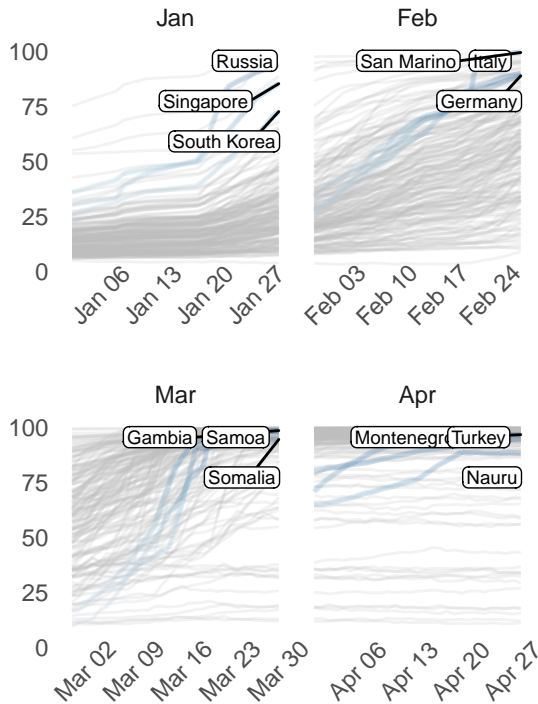 Jan
Feb
100
75
50
25
0
Russia
Singapore
South Korea
San Marino
Italy
Germany
Jan 06
Jan 13
Jan 20
Jan 27
Feb 03
Feb 10
Feb 17
Feb 24
Mar
Apr
100
75
50
25
0
Gambia
Samoa
Somalia
Montenegro
Turkey
Nauru
Mar 02
Mar 09
Mar 16
Mar 23
Mar 30
Apr 06
Apr 13
Apr 20
Apr 27